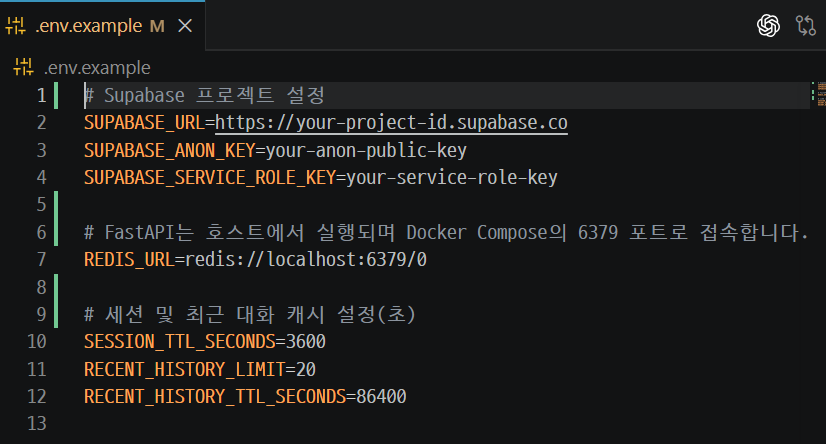 .env.example M
.env.example
1 # Supabase 프로젝트 설정
2 SUPABASE_URL=https://your-project-id.supabase.co
3 SUPABASE_ANON_KEY=your-anon-public-key
4 SUPABASE_SERVICE_ROLE_KEY=your-service-role-key
5
6 # FastAPI는 호스트에서 실행되며 Docker Compose의 6379 포트로 접속합니다.
7 REDIS_URL=redis://localhost:6379/0
8
9 # 세션 및 최근 대화 캐시 설정(초)
10 SESSION_TTL_SECONDS=3600
11 RECENT_HISTORY_LIMIT=20
12 RECENT_HISTORY_TTL_SECONDS=86400
13